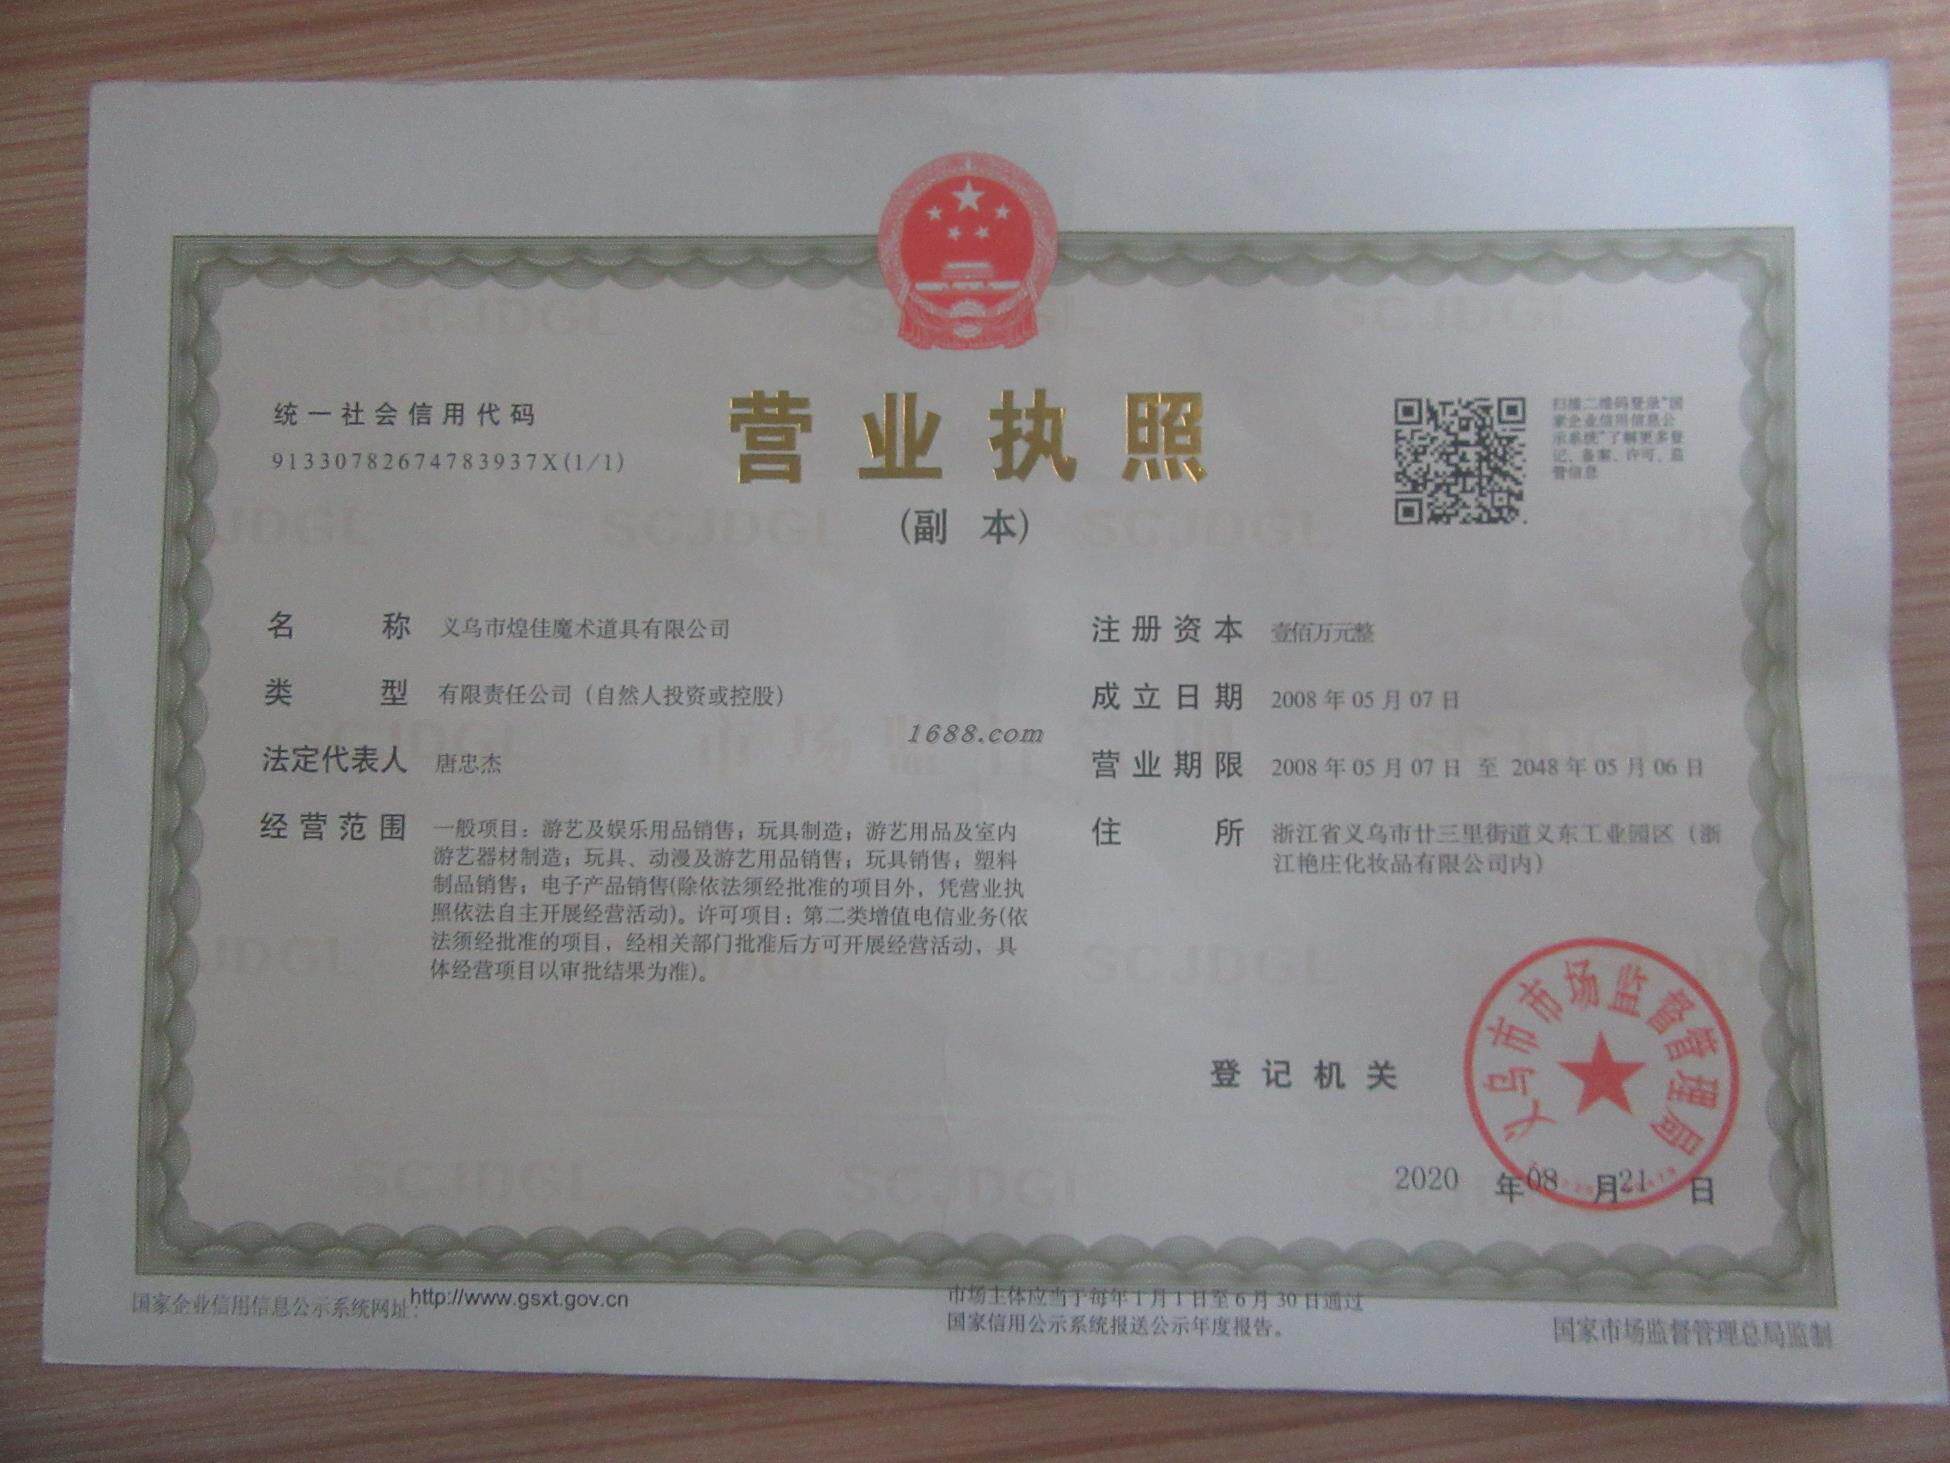 统一社会信用代码
91330782674783937X(1/1)
营业执照
(副 本)
扫描二维码登录"国
家企业信用信息公
示系统"了解更多登
记、备案、许可、监
管信息
名 称 义乌市煌佳魔术道具有限公司
类 型 有限责任公司（自然人投资或控股）
法定代表人 唐忠杰
经营范围 一般项目：游艺及娱乐用品销售；玩具制造；游艺用品及室内
游艺器材制造；玩具、动漫及游艺用品销售；玩具销售；塑料
制品销售；电子产品销售(除依法须经批准的项目外，凭营业执
照依法自主开展经营活动)。许可项目：第二类增值电信业务(依
法须经批准的项目，经相关部门批准后方可开展经营活动，具
体经营项目以审批结果为准)。
1688.com
注册资本 壹佰万元整
成立日期 2008年05月07日
营业期限 2008年05月07日 至 2048年05月06日
住 所 浙江省义乌市廿三里街道义东工业园区（浙
江艳庄化妆品有限公司内）
登记机关
义乌市市场监督管理局
2020 年08 月21 日
国家企业信用信息公示系统网址：http://www.gsxt.gov.cn
市场主体应当于每年1月1日至6月30日通过
国家信用公示系统报送公示年度报告。
国家市场监督管理总局监制